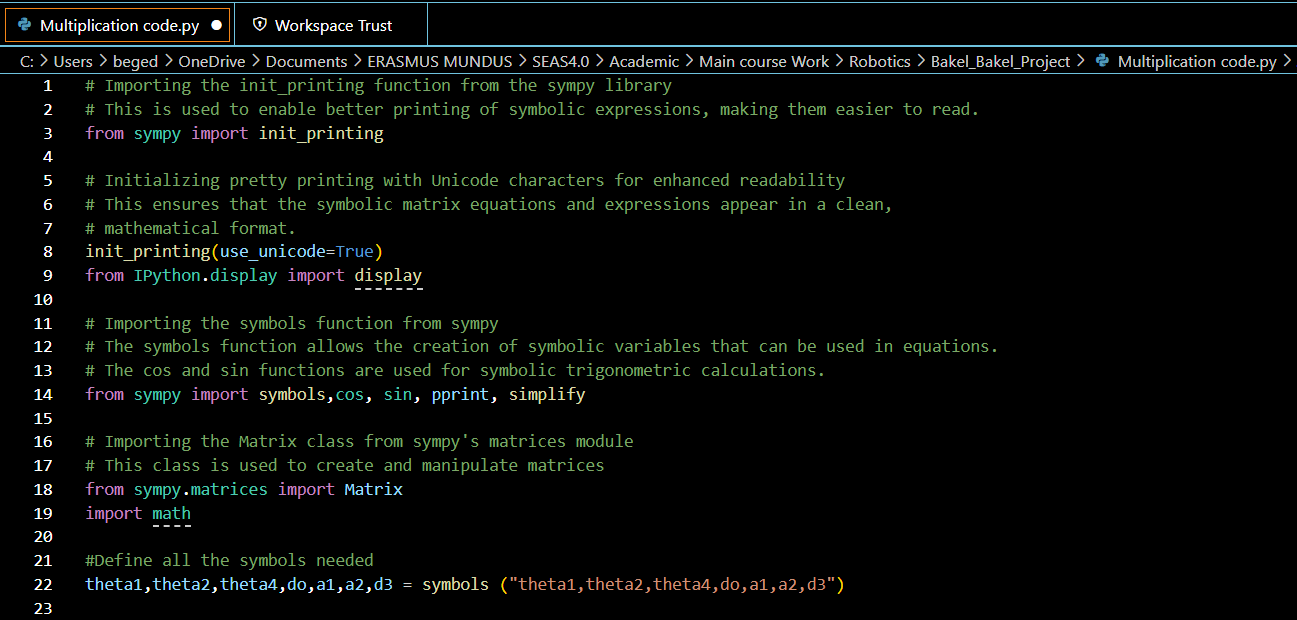 Multiplication code.py ● Workspace Trust
C: > Users > beged > OneDrive > Documents > ERASMUS MUNDUS > SEAS4.0 > Academic > Main course Work > Robotics > Bakel_Bakel_Project > Multiplication code.py >
1 # Importing the init_printing function from the sympy library
2 # This is used to enable better printing of symbolic expressions, making them easier to read.
3 from sympy import init_printing
4
5 # Initializing pretty printing with Unicode characters for enhanced readability
6 # This ensures that the symbolic matrix equations and expressions appear in a clean,
7 # mathematical format.
8 init_printing(use_unicode=True)
9 from IPython.display import display
10
11 # Importing the symbols function from sympy
12 # The symbols function allows the creation of symbolic variables that can be used in equations.
13 # The cos and sin functions are used for symbolic trigonometric calculations.
14 from sympy import symbols,cos, sin, pprint, simplify
15
16 # Importing the Matrix class from sympy's matrices module
17 # This class is used to create and manipulate matrices
18 from sympy.matrices import Matrix
19 import math
20
21 #Define all the symbols needed
22 theta1,theta2,theta4,do,a1,a2,d3 = symbols ("theta1,theta2,theta4,do,a1,a2,d3")
23